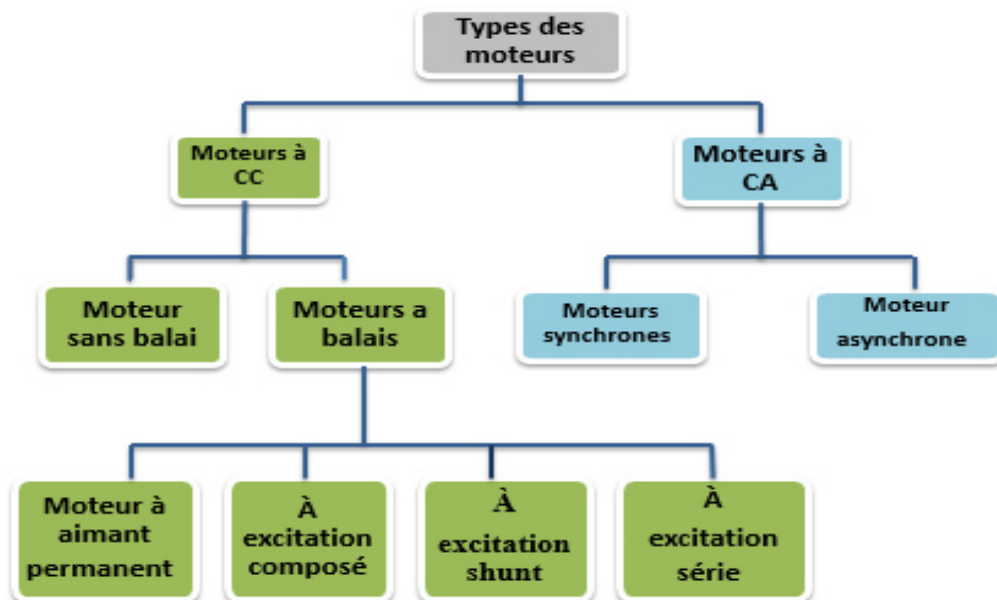 Types des
moteurs
Moteurs à
CC
Moteurs à
CA
Moteur
sans balai
Moteurs a
balais
Moteurs
synchrones
Moteur
asynchrone
Moteur à
aimant
permanent
À
excitation
composé
À
excitation
shunt
À
excitation
série